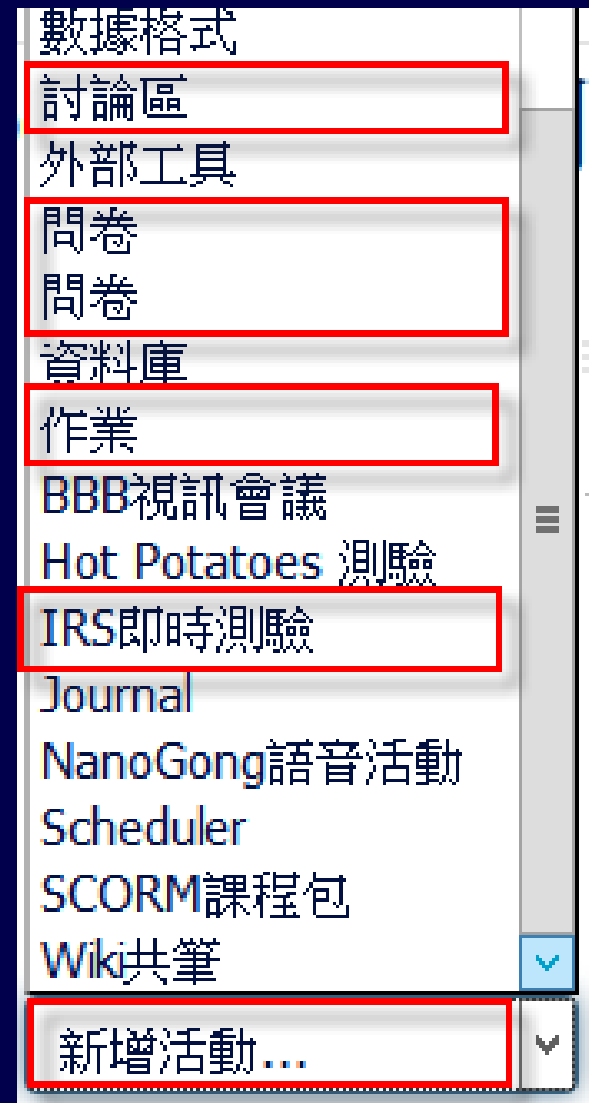 數據格式
討論區
外部工具
問卷
問卷
資料庫
作業
BBB視訊會議
Hot Potatoes 測驗
IRS即時測驗
Journal
NanoGong語音活動
Scheduler
SCORM課程包
Wiki共筆
新增活動...